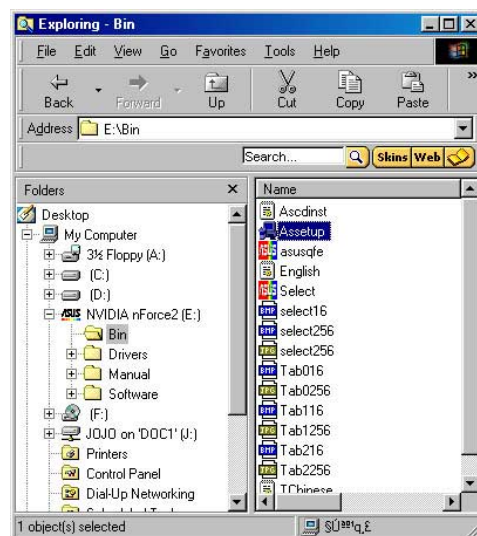 Exploring - Bin
File Edit View Go Favorites Tools Help
Back Forward Up Cut Copy Paste »
Address E:\Bin
Search... Skins Web
Folders
Desktop
My Computer
3½ Floppy (A:)
(C:)
(D:)
NVIDIA nForce2 (E:)
Bin
Drivers
Manual
Software
(F:)
JOJO on 'DOC1' (J:)
Printers
Control Panel
Dial-Up Networking
Name
Ascdinst
Assetup
asusqfe
English
Select
select16
select256
select256
Tab016
Tab0256
Tab116
Tab1256
Tab216
Tab2256
TChinese
1 object(s) selected